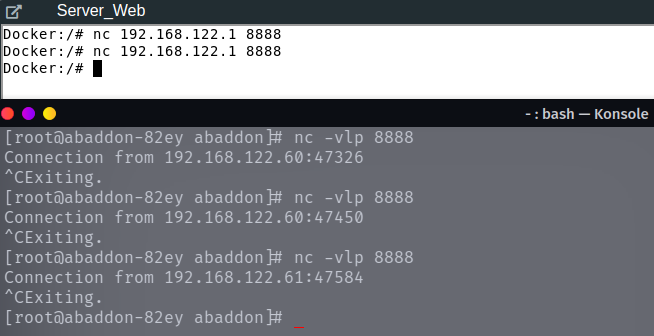 Server_Web
Docker:/# nc 192.168.122.1 8888
Docker:/# nc 192.168.122.1 8888
Docker:/#
- : bash — Konsole
[root@abaddon-82ey abaddon]# nc -vlp 8888
Connection from 192.168.122.60:47326
^CExiting.
[root@abaddon-82ey abaddon]# nc -vlp 8888
Connection from 192.168.122.60:47450
^CExiting.
[root@abaddon-82ey abaddon]# nc -vlp 8888
Connection from 192.168.122.61:47584
^CExiting.
[root@abaddon-82ey abaddon]# _